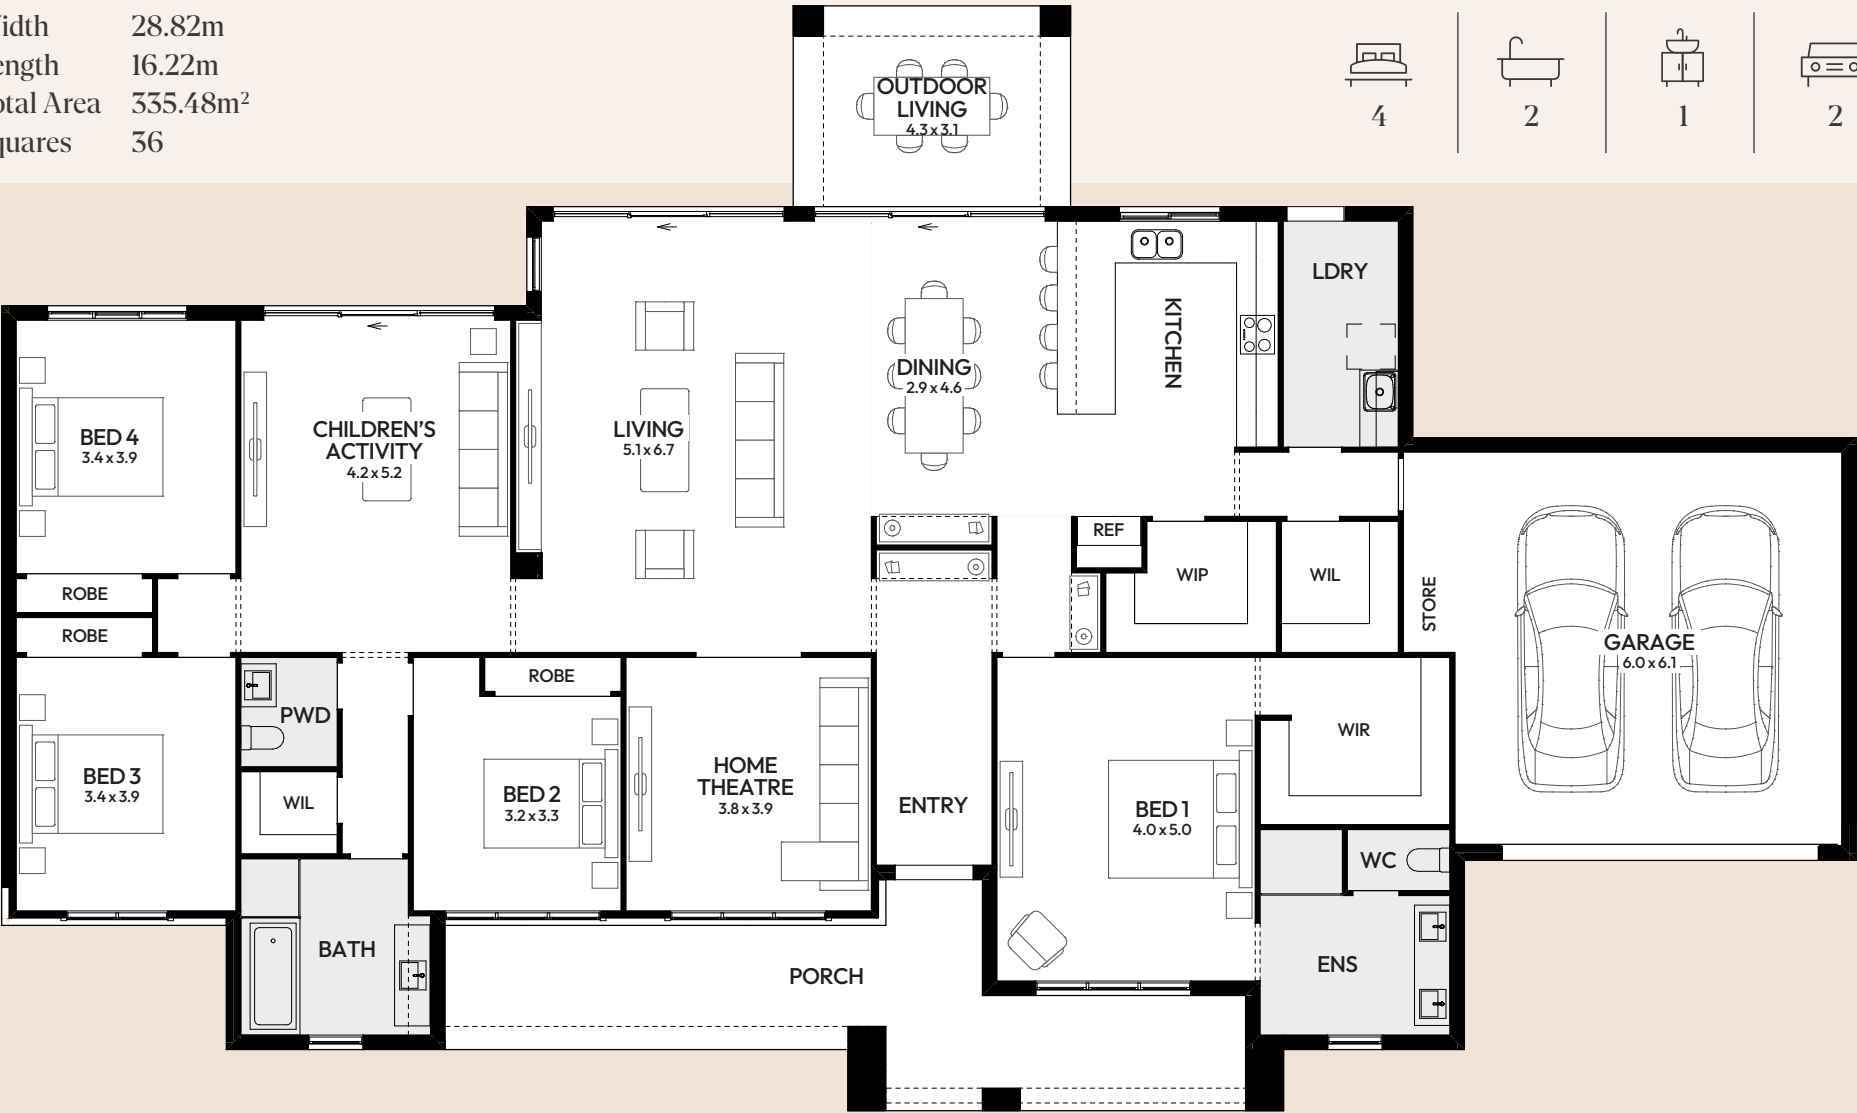 idth 28.82m
ength 16.22m
otal Area 335.48m²
quares 36
4 2 1 2
OUTDOOR
LIVING
4.3 x 3.1
LDRY
KITCHEN
DINING
2.9 x 4.6
LIVING
5.1 x 6.7
CHILDREN'S
ACTIVITY
4.2 x 5.2
BED 4
3.4 x 3.9
REF
WIP
WIL
STORE
GARAGE
6.0 x 6.1
ROBE
ROBE
ROBE
PWD
WIL
BED 3
3.4 x 3.9
BED 2
3.2 x 3.3
HOME
THEATRE
3.8 x 3.9
ENTRY
BED 1
4.0 x 5.0
WIR
WC
BATH
PORCH
ENS